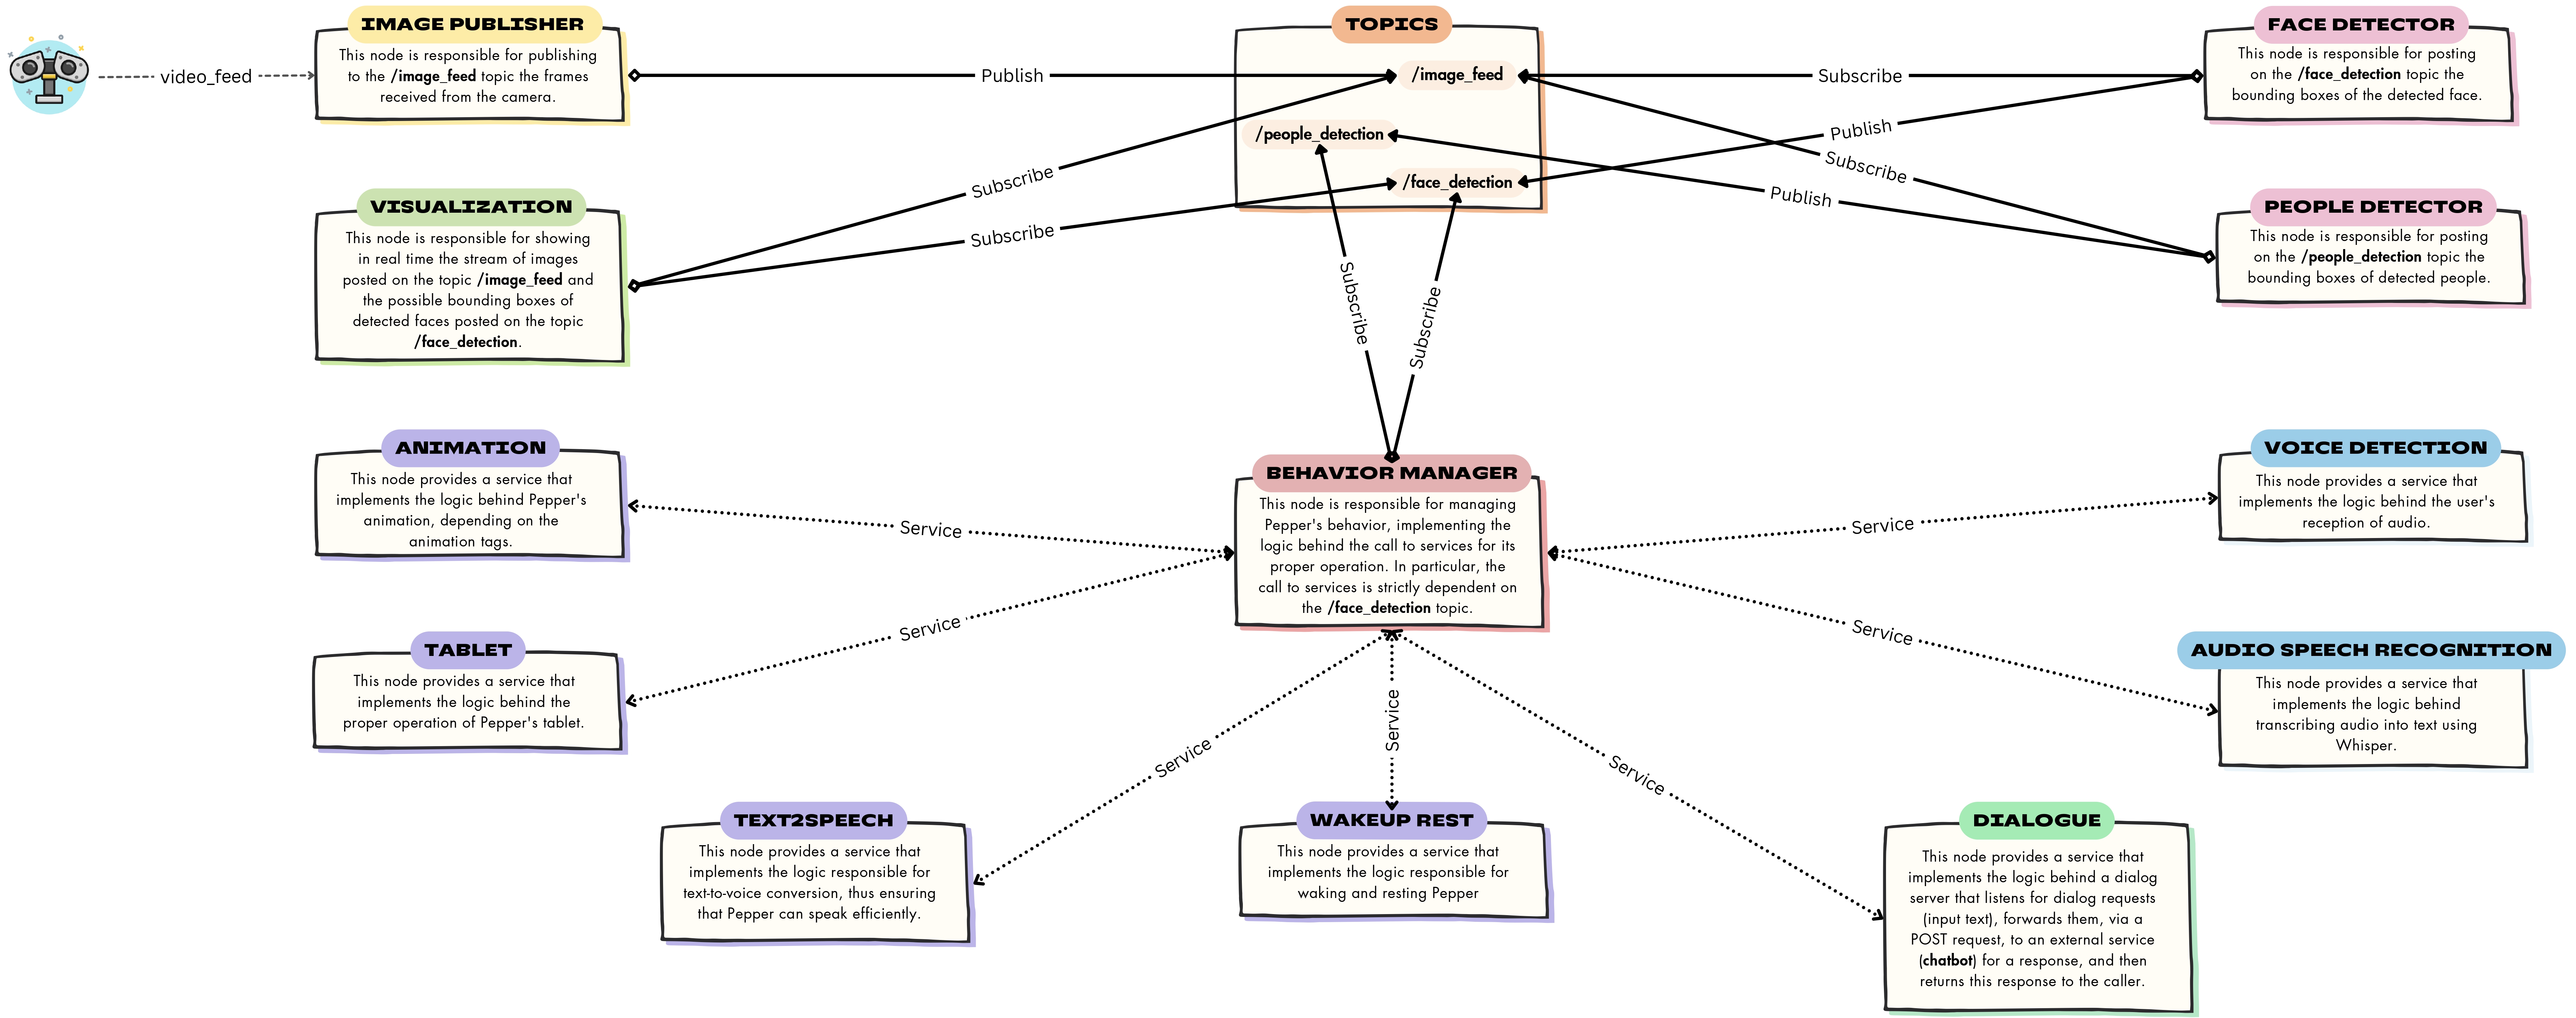 IMAGE PUBLISHER
This node is responsible for publishing
to the /image_feed topic the frames
received from the camera.
video_feed
Publish
TOPICS
/image_feed
/people_detection
/face_detection
Subscribe
FACE DETECTOR
This node is responsible for posting
on the /face_detection topic the
bounding boxes of the detected face.
Publish
Subscribe
Publish
PEOPLE DETECTOR
This node is responsible for posting
on the /people_detection topic the
bounding boxes of detected people.
VISUALIZATION
This node is responsible for showing
in real time the stream of images
posted on the topic /image_feed and
the possible bounding boxes of
detected faces posted on the topic
/face_detection.
Subscribe
Subscribe
Subscribe
Subscribe
ANIMATION
This node provides a service that
implements the logic behind Pepper's
animation, depending on the
animation tags.
Service
BEHAVIOR MANAGER
This node is responsible for managing
Pepper's behavior, implementing the
logic behind the call to services for its
proper operation. In particular, the
call to services is strictly dependent on
the /face_detection topic.
Service
VOICE DETECTION
This node provides a service that
implements the logic behind the user's
reception of audio.
TABLET
This node provides a service that
implements the logic behind the
proper operation of Pepper's tablet.
Service
Service
AUDIO SPEECH RECOGNITION
This node provides a service that
implements the logic behind
transcribing audio into text using
Whisper.
Service
Service
Service
TEXT2SPEECH
This node provides a service that
implements the logic responsible for
text-to-voice conversion, thus ensuring
that Pepper can speak efficiently.
WAKEUP REST
This node provides a service that
implements the logic responsible for
waking and resting Pepper
DIALOGUE
This node provides a service that
implements the logic behind a dialog
server that listens for dialog requests
(input text), forwards them, via a
POST request, to an external service
(chatbot) for a response, and then
returns this response to the caller.